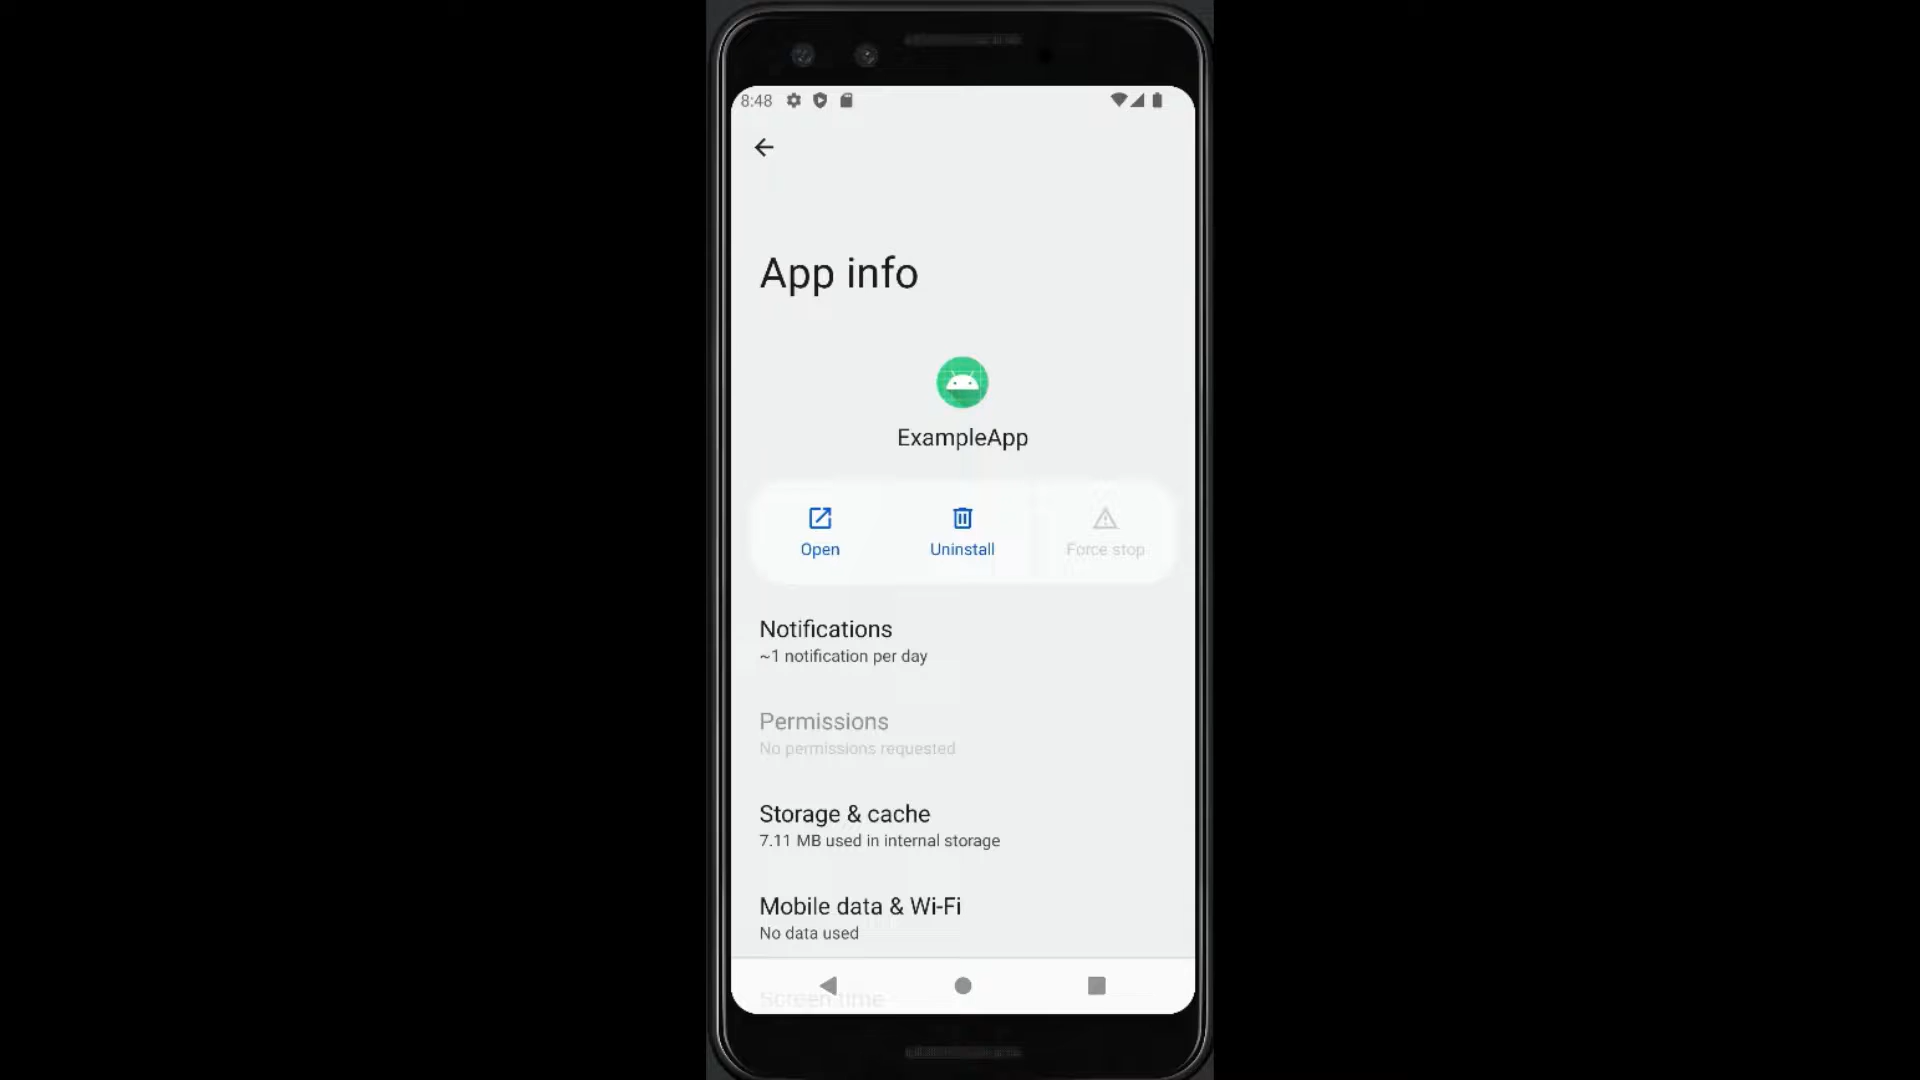 8:48
App info
ExampleApp
Open
Uninstall
Force stop
Notifications
~1 notification per day
Permissions
No permissions requested
Storage & cache
7.11 MB used in internal storage
Mobile data & Wi-Fi
No data used
Screen time